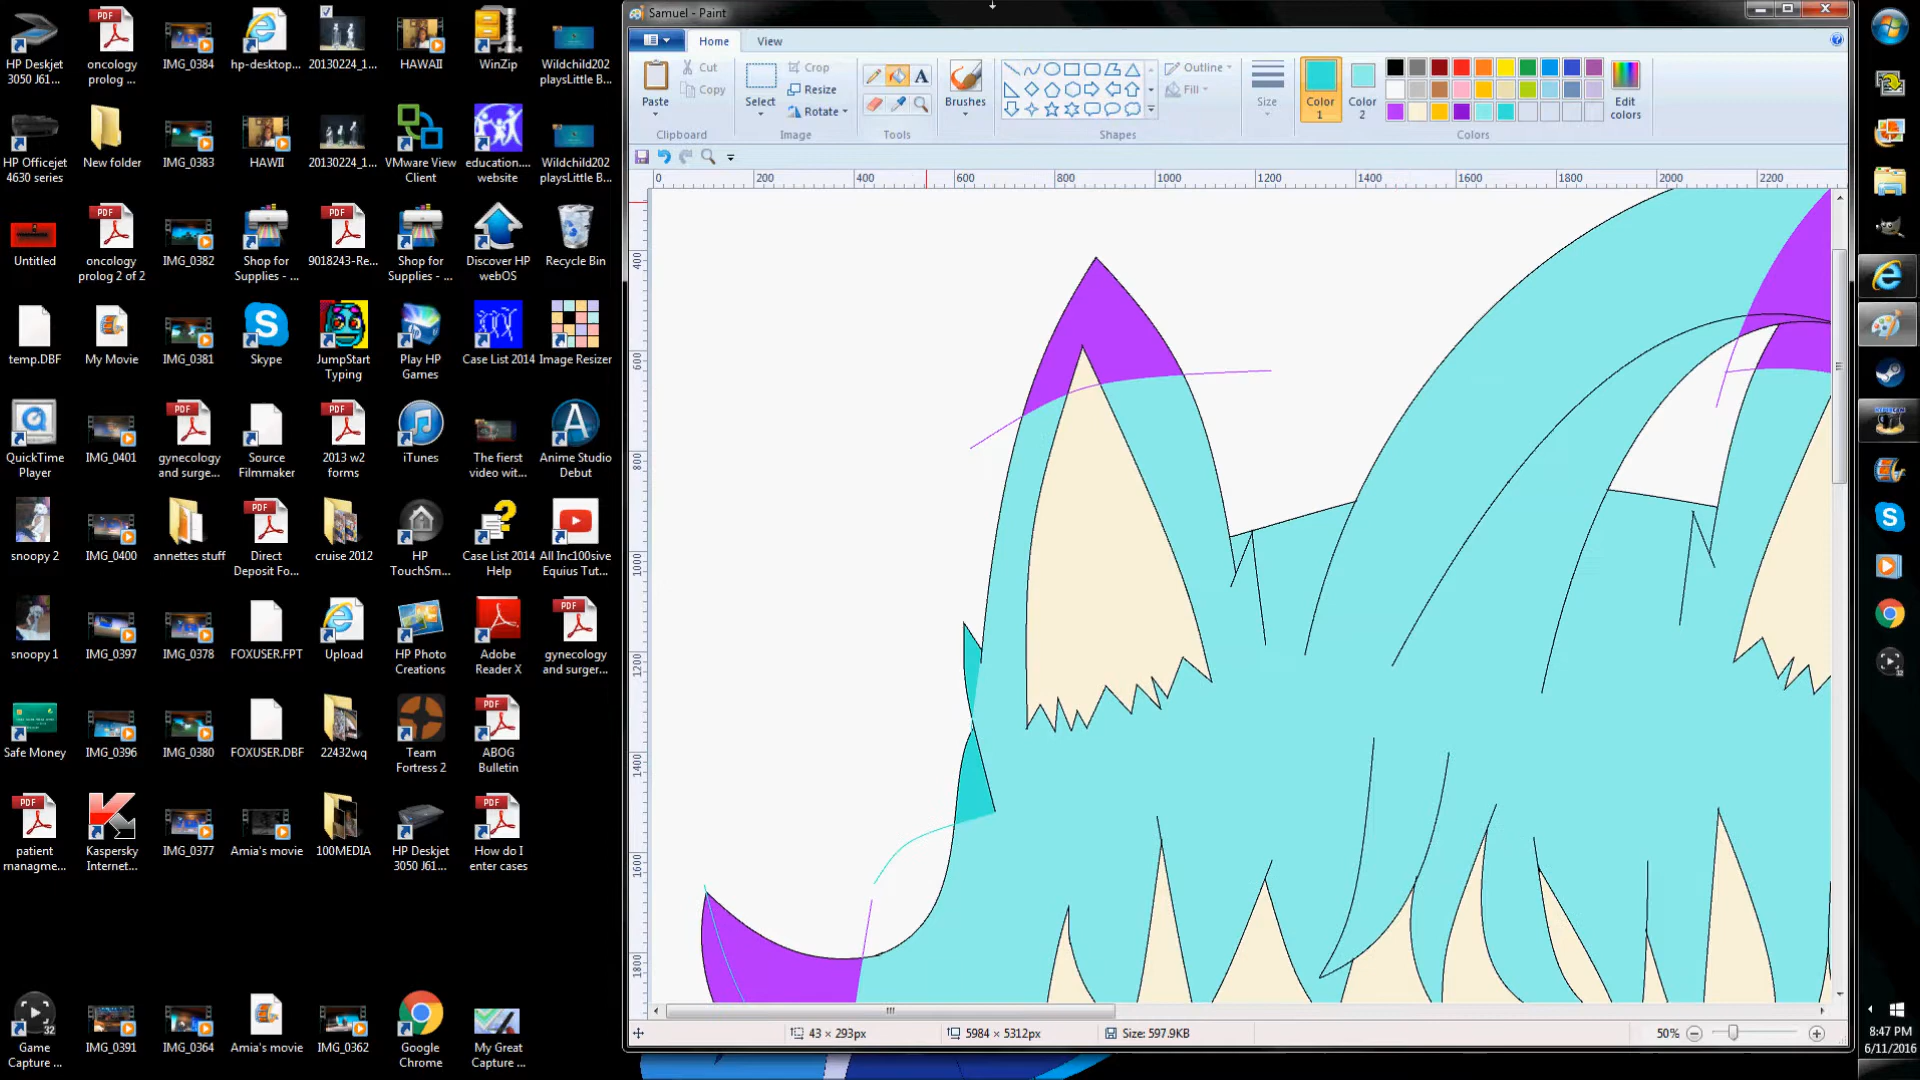 Samuel - Paint
Home
View
Paste
Cut
Copy
Clipboard
Select
Crop
Resize
Rotate
Image
Tools
Brushes
Outline
Fill
Shapes
Size
Color
1
Color
2
Edit
colors
Colors
0
200
400
600
800
1000
1200
1400
1600
1800
2000
2200
400
600
800
1000
1200
1400
1600
1800
43 × 293px
5984 × 5312px
Size: 597.9KB
50%
8:47 PM
6/11/2016
HP Deskjet
3050 J61...
oncology
prolog ...
IMG_0384
hp-desktop...
20130224_1...
HAWAII
WinZip
Wildchild202
playsLittle B...
HP Officejet
4630 series
New folder
IMG_0383
HAWII
20130224_1...
VMware View
Client
education....
website
Wildchild202
playsLittle B...
Untitled
oncology
prolog 2 of 2
IMG_0382
Shop for
Supplies - ...
9018243-Re...
Shop for
Supplies - ...
Discover HP
webOS
Recycle Bin
temp.DBF
My Movie
IMG_0381
Skype
JumpStart
Typing
Play HP
Games
Case List 2014
Image Resizer
QuickTime
Player
IMG_0401
gynecology
and surge...
Source
Filmmaker
2013 w2
forms
iTunes
The fierst
video wit...
Anime Studio
Debut
snoopy 2
IMG_0400
annettes stuff
Direct
Deposit Fo...
cruise 2012
HP
TouchSm...
Case List 2014
Help
All Inc100sive
Equius Tut...
snoopy 1
IMG_0397
IMG_0378
FOXUSER.FPT
Upload
HP Photo
Creations
Adobe
Reader X
gynecology
and surger...
Safe Money
IMG_0396
IMG_0380
FOXUSER.DBF
22432wq
Team
Fortress 2
ABOG
Bulletin
patient
managme...
Kaspersky
Internet...
IMG_0377
Amia's movie
100MEDIA
HP Deskjet
3050 J61...
How do I
enter cases
Game
Capture ...
IMG_0391
IMG_0364
Amia's movie
IMG_0362
Google
Chrome
My Great
Capture ...